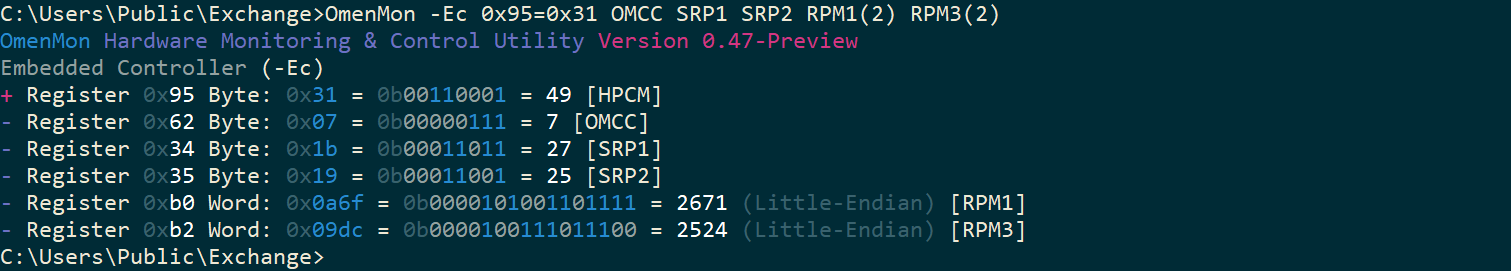 C:\Users\Public\Exchange>OmenMon -Ec 0x95=0x31 OMCC SRP1 SRP2 RPM1(2) RPM3(2)
OmenMon Hardware Monitoring & Control Utility Version 0.47-Preview
Embedded Controller (-Ec)
+ Register 0x95 Byte: 0x31 = 0b00110001 = 49 [HPCM]
- Register 0x62 Byte: 0x07 = 0b00000111 = 7 [OMCC]
- Register 0x34 Byte: 0x1b = 0b00011011 = 27 [SRP1]
- Register 0x35 Byte: 0x19 = 0b00011001 = 25 [SRP2]
- Register 0xb0 Word: 0x0a6f = 0b0000101001101111 = 2671 (Little-Endian) [RPM1]
- Register 0xb2 Word: 0x09dc = 0b0000100111011100 = 2524 (Little-Endian) [RPM3]
C:\Users\Public\Exchange>